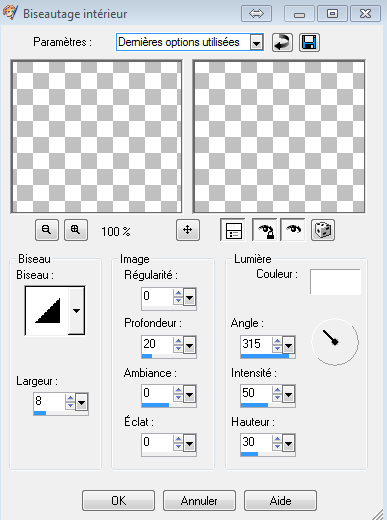 Biseautage intérieur
Paramètres : Dernières options utilisées
100 %
Biseau Image Lumière
Biseau : Régularité : Couleur :
0
Profondeur : Angle :
20 315
Largeur : Ambiance : Intensité :
8 0 50
Éclat : Hauteur :
0 30
OK Annuler Aide